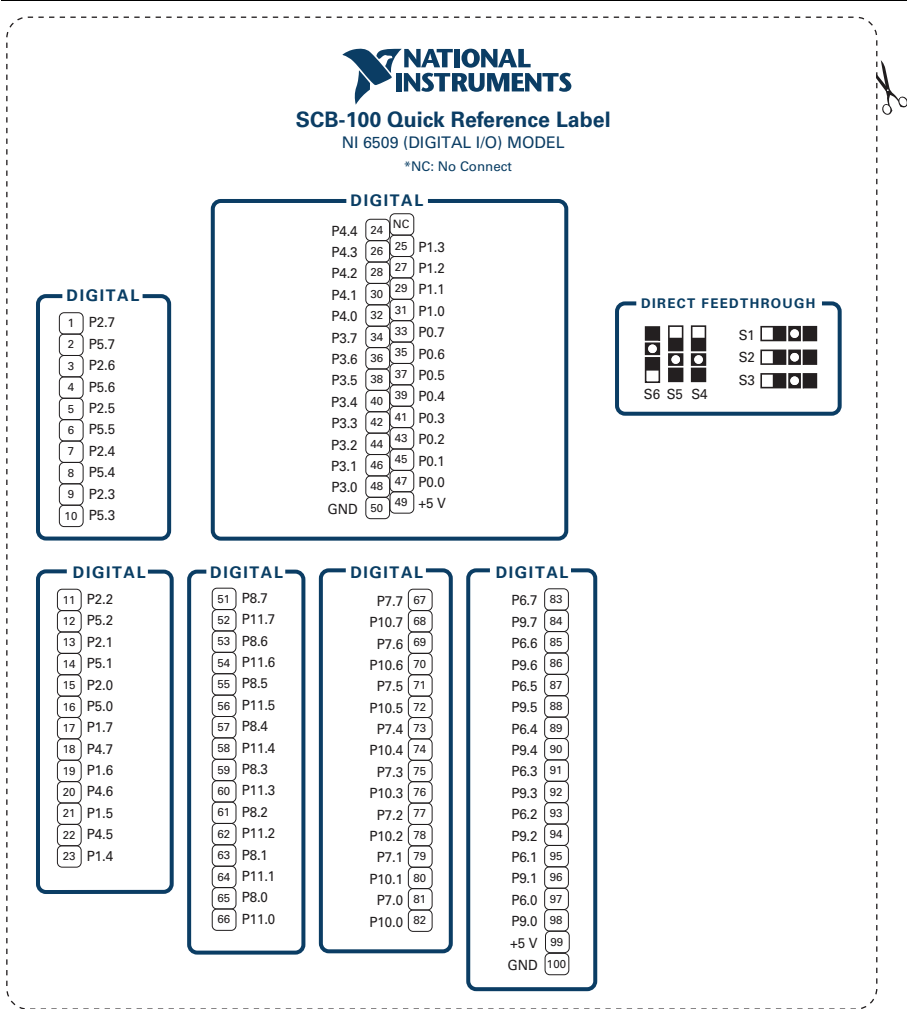 NATIONAL
INSTRUMENTS
SCB-100 Quick Reference Label
NI 6509 (DIGITAL I/O) MODEL
*NC: No Connect
DIGITAL
1 P2.7
2 P5.7
3 P2.6
4 P5.6
5 P2.5
6 P5.5
7 P2.4
8 P5.4
9 P2.3
10 P5.3
DIGITAL
NC
P4.4 24
25 P1.3
P4.3 26
27 P1.2
P4.2 28
29 P1.1
P4.1 30
31 P1.0
P4.0 32
33 P0.7
P3.7 34
35 P0.6
P3.6 36
37 P0.5
P3.5 38
39 P0.4
P3.4 40
41 P0.3
P3.3 42
43 P0.2
P3.2 44
45 P0.1
P3.1 46
47 P0.0
P3.0 48
49 +5 V
GND 50
DIRECT FEEDTHROUGH
S1
S2
S3
S6 S5 S4
DIGITAL
11 P2.2
12 P5.2
13 P2.1
14 P5.1
15 P2.0
16 P5.0
17 P1.7
18 P4.7
19 P1.6
20 P4.6
21 P1.5
22 P4.5
23 P1.4
DIGITAL
51 P8.7
52 P11.7
53 P8.6
54 P11.6
55 P8.5
56 P11.5
57 P8.4
58 P11.4
59 P8.3
60 P11.3
61 P8.2
62 P11.2
63 P8.1
64 P11.1
65 P8.0
66 P11.0
DIGITAL
P7.7 67
P10.7 68
P7.6 69
P10.6 70
P7.5 71
P10.5 72
P7.4 73
P10.4 74
P7.3 75
P10.3 76
P7.2 77
P10.2 78
P7.1 79
P10.1 80
P7.0 81
P10.0 82
DIGITAL
P6.7 83
P9.7 84
P6.6 85
P9.6 86
P6.5 87
P9.5 88
P6.4 89
P9.4 90
P6.3 91
P9.3 92
P6.2 93
P9.2 94
P6.1 95
P9.1 96
P6.0 97
P9.0 98
+5 V 99
GND 100